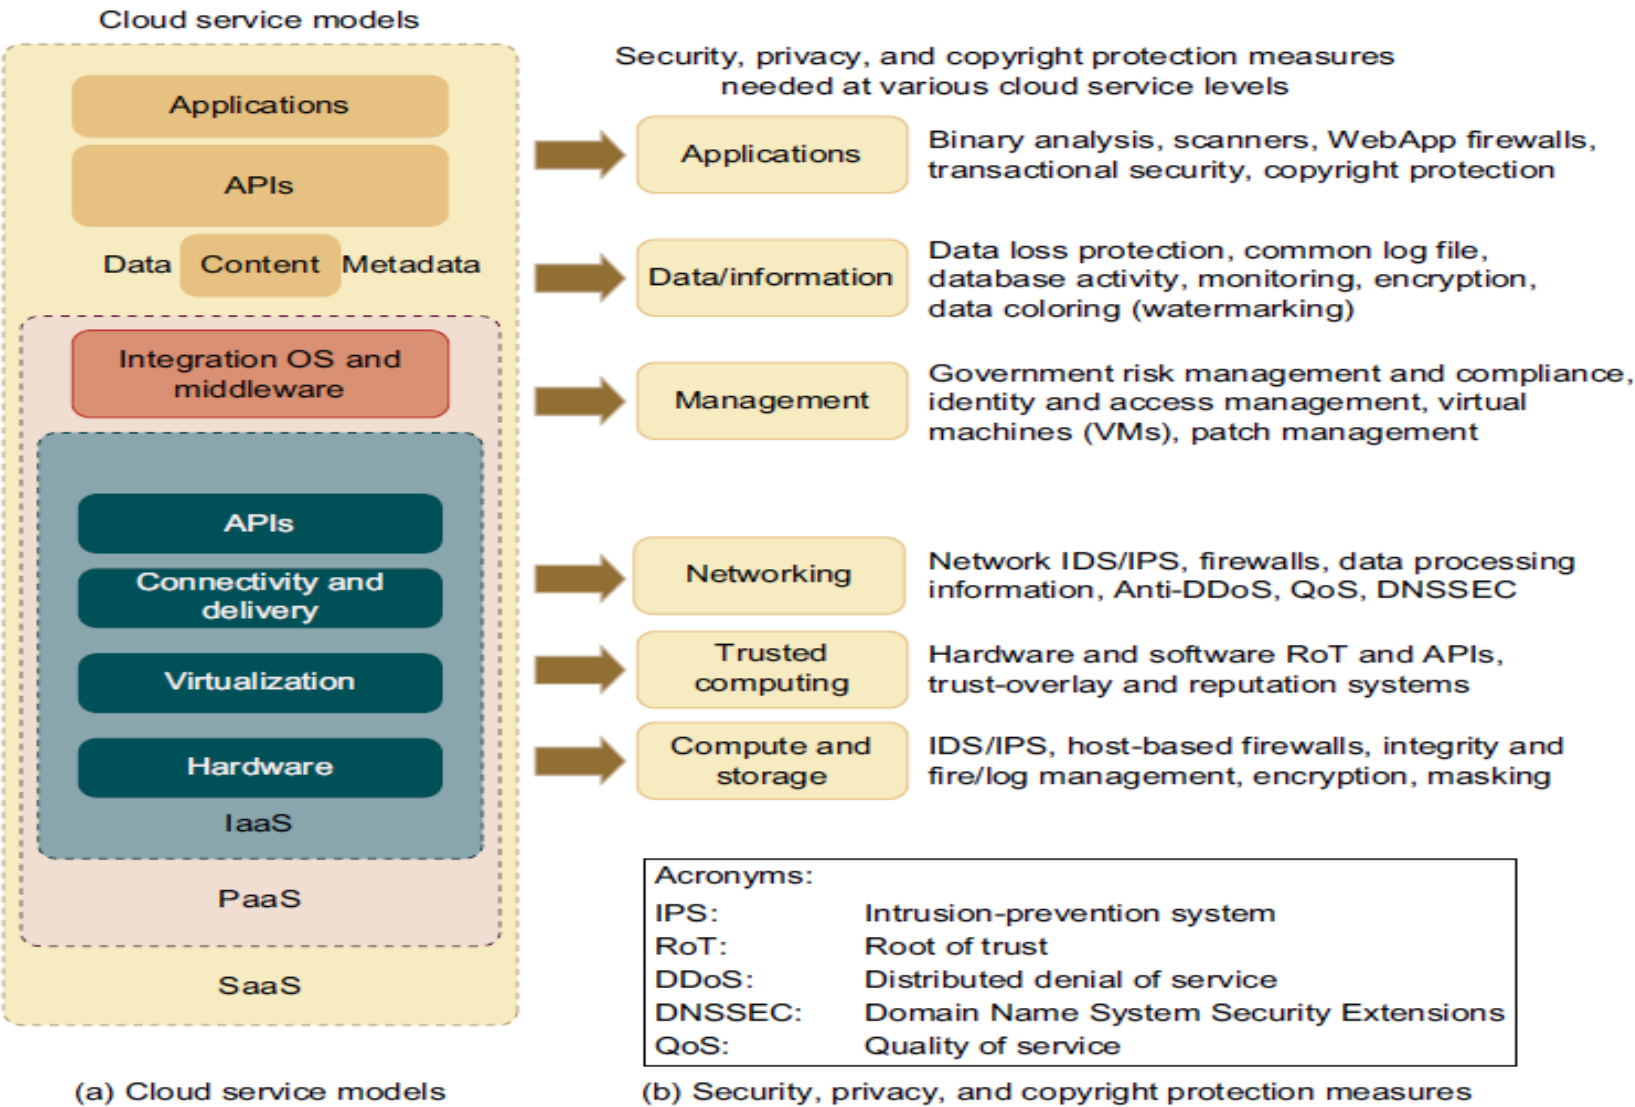 Cloud service models
Applications
APIs
Data Content Metadata
Integration OS and
middleware
APIs
Connectivity and
delivery
Virtualization
Hardware
IaaS
PaaS
SaaS
(a) Cloud service models
Security, privacy, and copyright protection measures
needed at various cloud service levels
Applications
Binary analysis, scanners, WebApp firewalls,
transactional security, copyright protection
Data/information
Data loss protection, common log file,
database activity, monitoring, encryption,
data coloring (watermarking)
Management
Government risk management and compliance,
identity and access management, virtual
machines (VMs), patch management
Networking
Network IDS/IPS, firewalls, data processing
information, Anti-DDoS, QoS, DNSSEC
Trusted
computing
Hardware and software RoT and APIs,
trust-overlay and reputation systems
Compute and
storage
IDS/IPS, host-based firewalls, integrity and
fire/log management, encryption, masking
Acronyms:
IPS: Intrusion-prevention system
RoT: Root of trust
DDoS: Distributed denial of service
DNSSEC: Domain Name System Security Extensions
QoS: Quality of service
(b) Security, privacy, and copyright protection measures